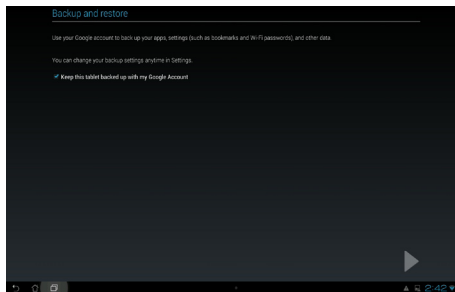 Backup and restore
Use your Google account to back up your apps, settings (such as bookmarks and Wi-Fi passwords), and other data.
You can change your backup settings anytime in Settings.
Keep this tablet backed up with my Google Account
2:42